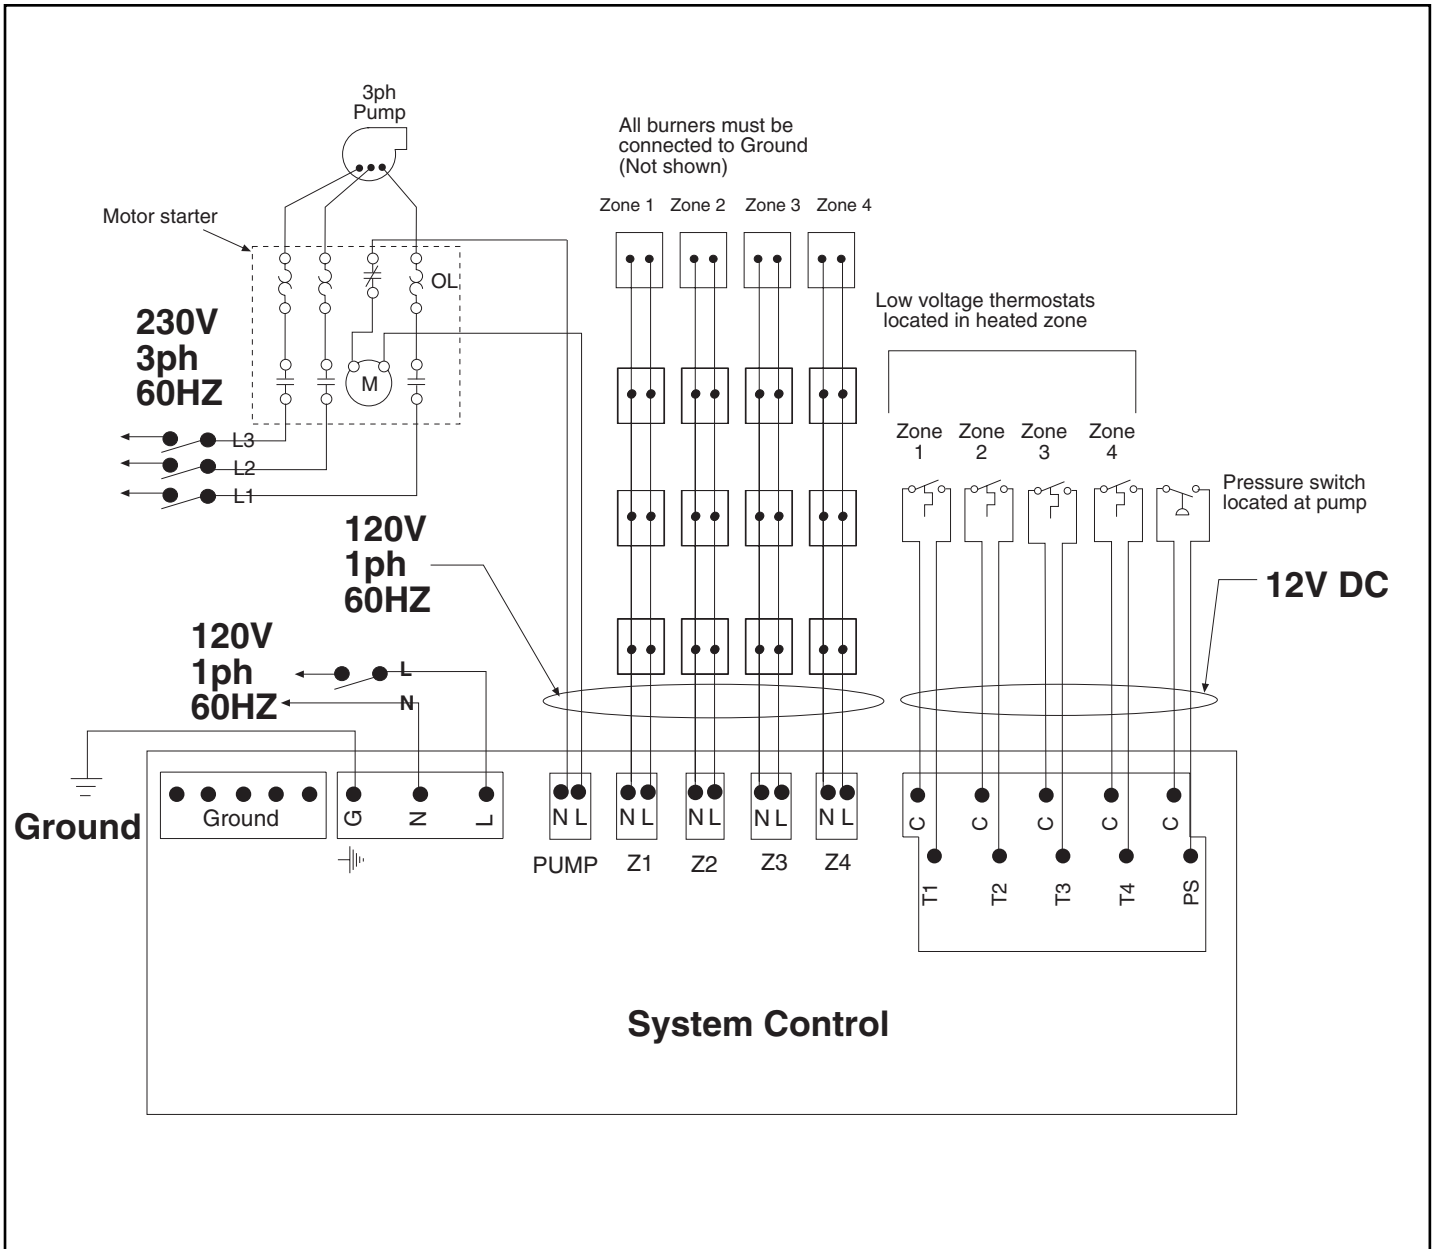 3ph
Pump
All burners must be
connected to Ground
(Not shown)
Motor starter
Zone 1 Zone 2 Zone 3 Zone 4
OL
230V
3ph
60HZ
M
Low voltage thermostats
located in heated zone
L3
L2
L1
Zone
1
Zone
2
Zone
3
Zone
4
Pressure switch
located at pump
120V
1ph
60HZ
12V DC
120V
1ph
60HZ
L
N
Ground
Ground
G
N
L
N L
PUMP
N L
Z1
N L
Z2
N L
Z3
N L
Z4
C
C
C
C
C
T1
T2
T3
T4
PS
System Control